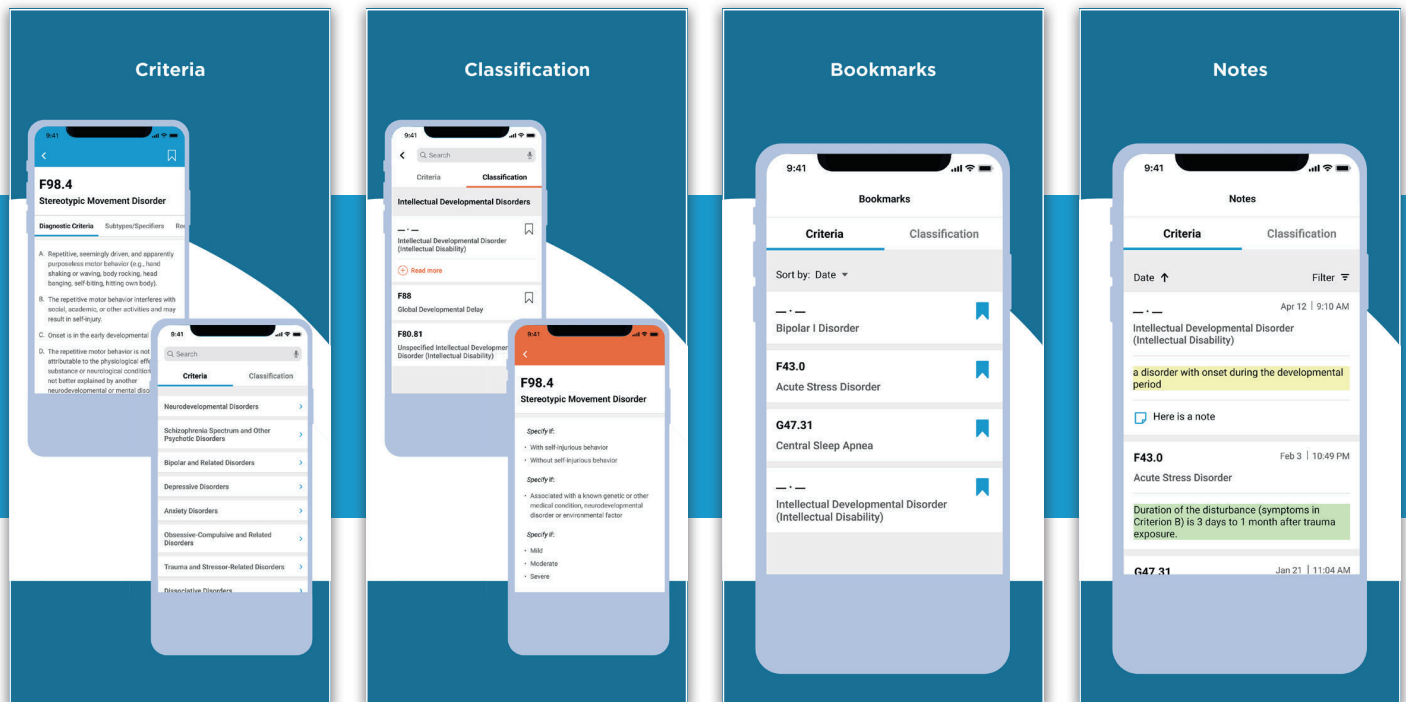 Criteria
9:41
F98.4
Stereotypic Movement Disorder
Diagnostic Criteria Subtypes/Specifiers
A. Repetitive, seemingly driven, and apparently
purposeless motor behavior (e.g., hand
shaking or waving, body rocking, head
banging, self-biting, hitting own body).
B. The repetitive motor behavior interferes with
social, academic, or other activities and may
result in self-injury.
C. Onset is in the early developmental
D. The repetitive motor behavior is not
attributable to the physiological
substance or neurological
not better explained by another
neurodevelopmental or mental
9:41
Search
Criteria Classification
Neurodevelopmental Disorders
Schizophrenia Spectrum and Other
Psychotic Disorders
Bipolar and Related Disorders
Depressive Disorders
Anxiety Disorders
Obsessive-Compulsive and Related
Disorders
Trauma and Stressor-Related Disorders
Dissociative Disorders
Classification
9:41
Search
Criteria Classification
Intellectual Developmental Disorders
— · —
Intellectual Developmental Disorder
(Intellectual Disability)
Read more
F88
Global Developmental Delay
F80.81
Unspecified Intellectual
Disorder (Intellectual Disability)
9:41
F98.4
Stereotypic Movement Disorder
Specify if:
• With self-injurious behavior
• Without self-injurious behavior
Specify if:
• Associated with a known genetic or other
medical condition, neurodevelopmental
disorder or environmental factor
Specify if:
• Mild
• Moderate
• Severe
Bookmarks
9:41
Bookmarks
Criteria Classification
Sort by: Date
— · —
Bipolar I Disorder
F43.0
Acute Stress Disorder
G47.31
Central Sleep Apnea
— · —
Intellectual Developmental Disorder
(Intellectual Disability)
Notes
9:41
Notes
Criteria Classification
Date ↑ Filter
— · — Apr 12 | 9:10 AM
Intellectual Developmental Disorder
(Intellectual Disability)
a disorder with onset during the developmental
period
Here is a note
F43.0 Feb 3 | 10:49 PM
Acute Stress Disorder
Duration of the disturbance (symptoms in
Criterion B) is 3 days to 1 month after trauma
exposure.
G47.31 Jan 21 | 11:04 AM